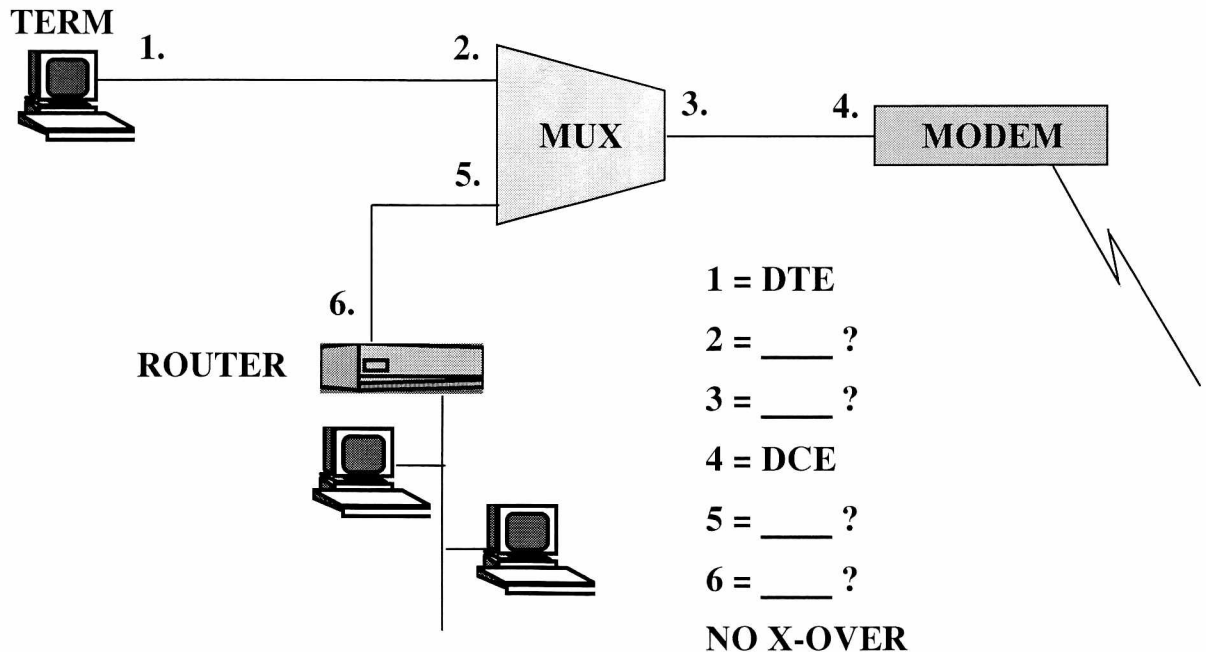 TERM
1.
2.
MUX
3.
4.
MODEM
5.
6.
ROUTER
1 = DTE
2 = ____ ?
3 = ____ ?
4 = DCE
5 = ____ ?
6 = ____ ?
NO X-OVER